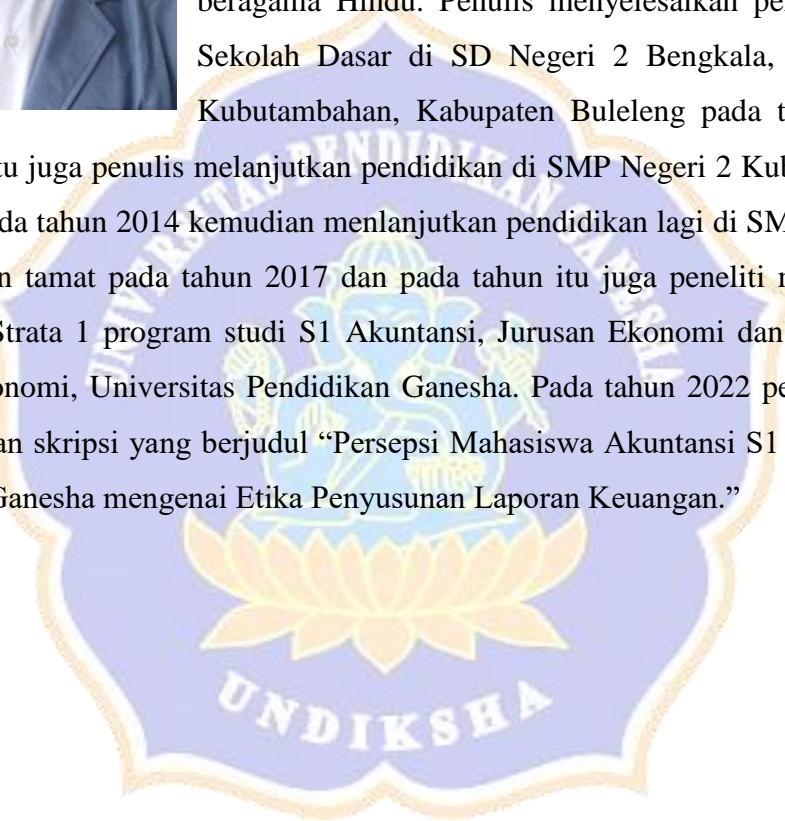 beragama Hindu. Penulis menyelesaikan pe
Sekolah Dasar di SD Negeri 2 Bengkala,
Kubutambahan, Kabupaten Buleleng pada t
tu juga penulis melanjutkan pendidikan di SMP Negeri 2 Kub
da tahun 2014 kemudian menlanjutkan pendidikan lagi di SM
n tamat pada tahun 2017 dan pada tahun itu juga peneliti
Strata 1 program studi S1 Akuntansi, Jurusan Ekonomi dan
onomi, Universitas Pendidikan Ganesha. Pada tahun 2022 pe
an skripsi yang berjudul “Persepsi Mahasiswa Akuntansi S1
Ganesha mengenai Etika Penyusunan Laporan Keuangan.”
UNIVERSITAS PENDIDIKAN GANESHA
UNDIKSHA